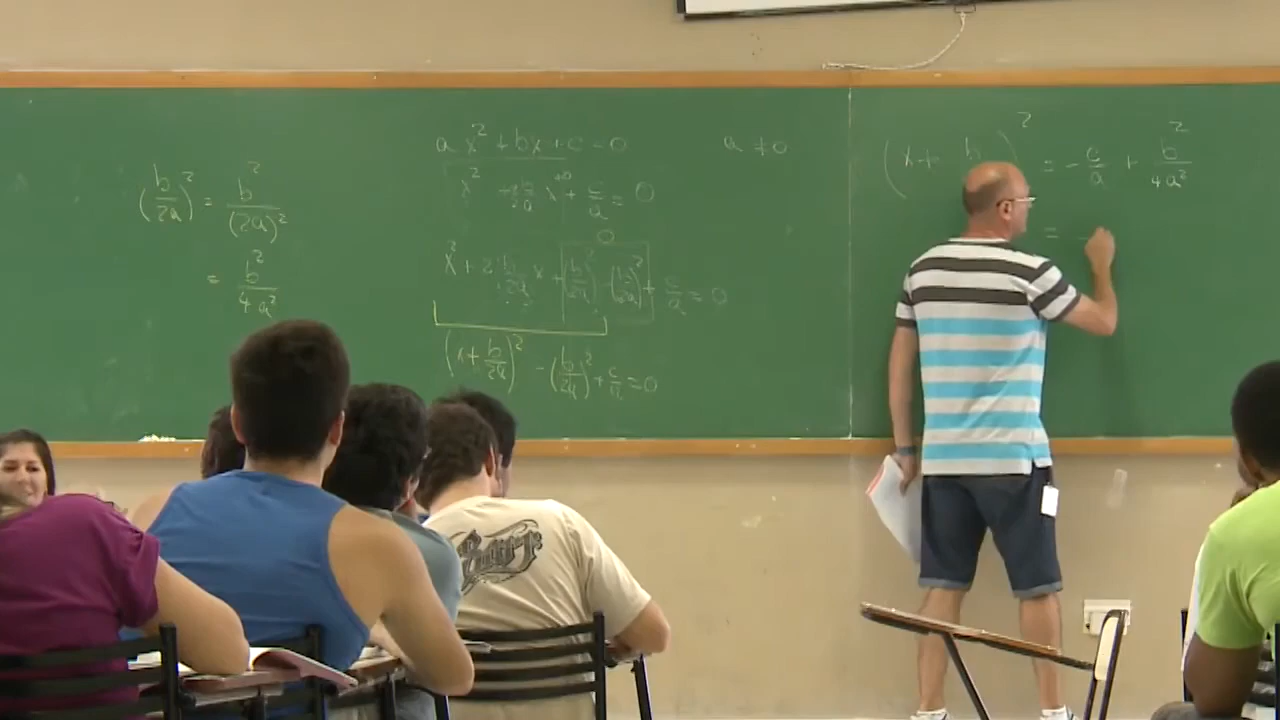 (b/2a)² = b²/(2a)²
= b²/4a²
ax² + bx + c = 0
a ≠ 0
x² + b/a x + c/a = 0
0
x² + 2 b/2a x + (b/2a)² - (b/2a)² + c/a = 0
(x + b/2a)² - (b/2a)² + c/a = 0
(x + b )² = - c/a + b²/4a²
= -